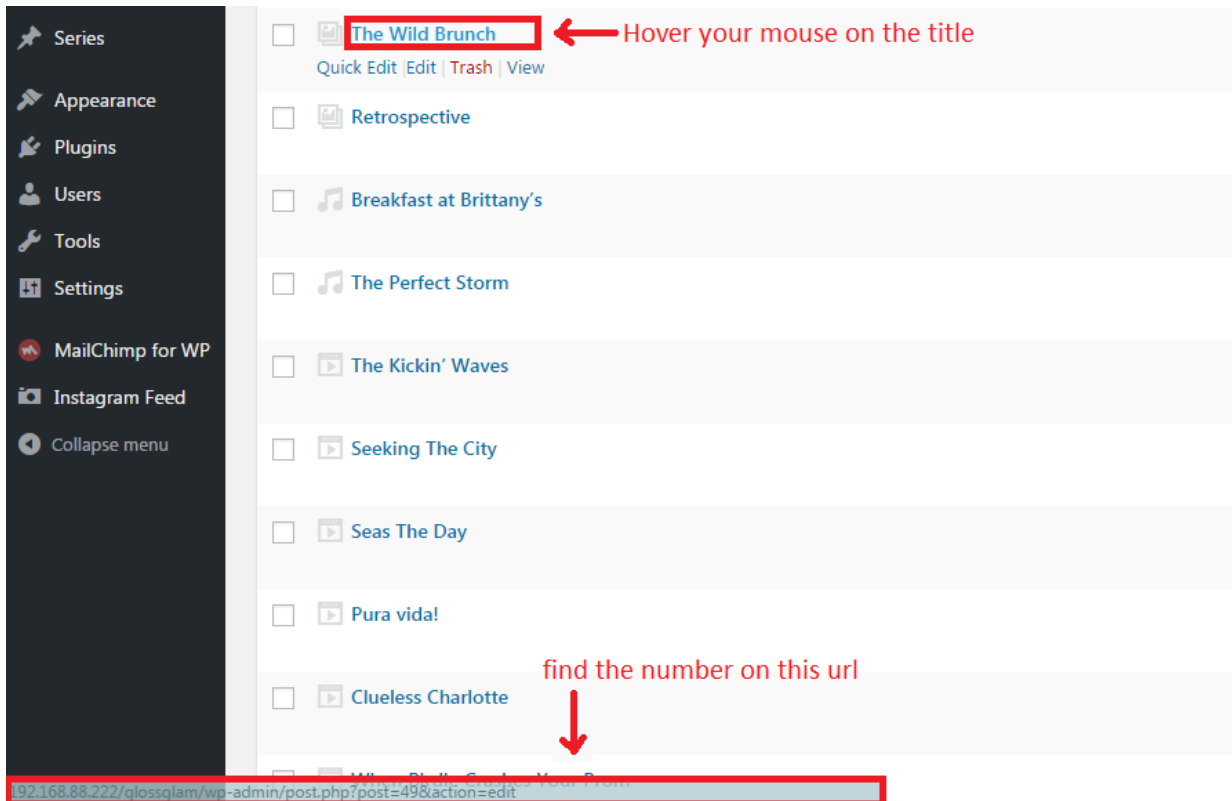 Series
Appearance
Plugins
Users
Tools
Settings
MailChimp for WP
Instagram Feed
Collapse menu
The Wild Brunch
Hover your mouse on the title
Quick Edit | Edit | Trash | View
Retrospective
Breakfast at Brittany's
The Perfect Storm
The Kickin' Waves
Seeking The City
Seas The Day
Pura vida!
find the number on this url
Clueless Charlotte
Crashes Your Prom
192.168.88.222/glossglam/wp-admin/post.php?post=49&action=edit